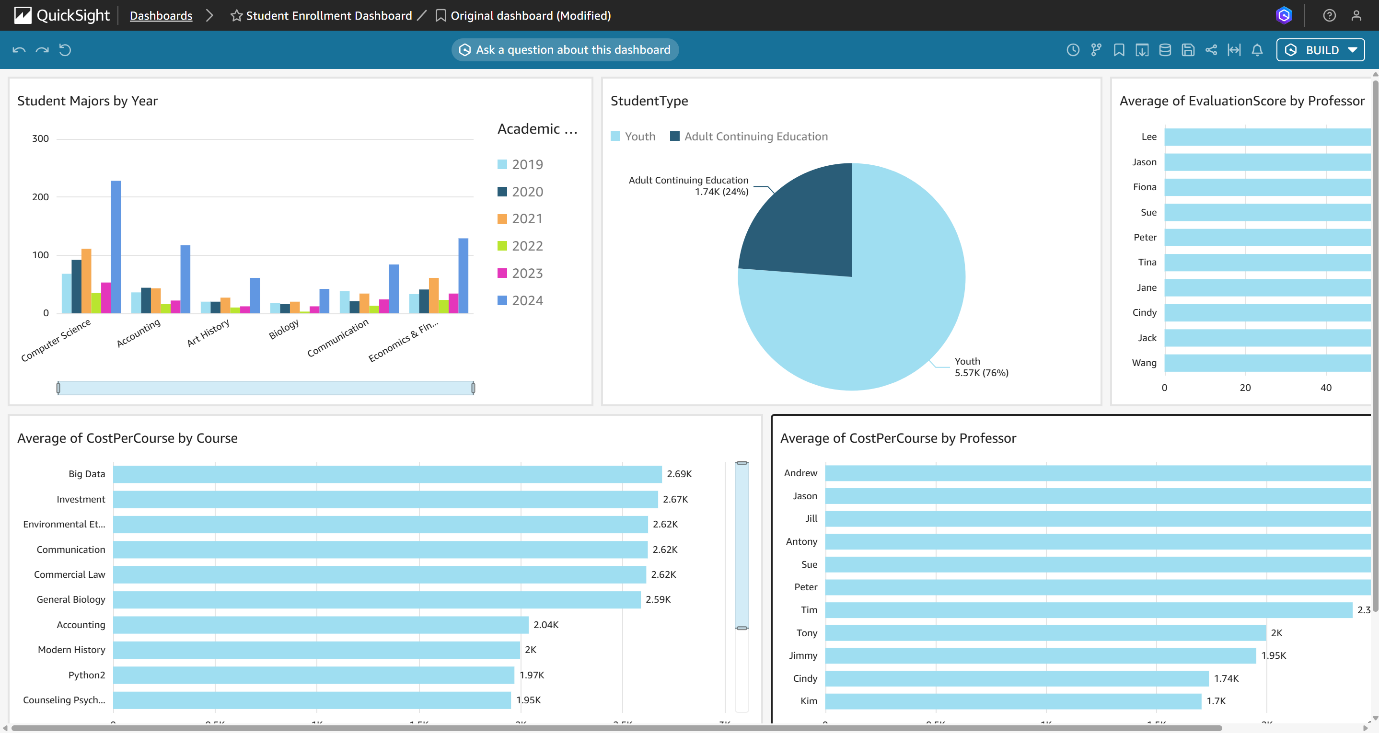 QuickSight
Dashboards
Student Enrollment Dashboard
Original dashboard (Modified)
Ask a question about this dashboard
BUILD
Student Majors by Year
300
200
100
0
Computer Science
Accounting
Art History
Biology
Communication
Economics & Fin...
Academic ...
2019
2020
2021
2022
2023
2024
StudentType
Youth
Adult Continuing Education
Adult Continuing Education
1.74K (24%)
Youth
5.57K (76%)
Average of EvaluationScore by Professor
Lee
Jason
Fiona
Sue
Peter
Tina
Jane
Cindy
Jack
Wang
0 20 40
Average of CostPerCourse by Course
Big Data 2.69K
Investment 2.67K
Environmental Et... 2.62K
Communication 2.62K
Commercial Law 2.62K
General Biology 2.59K
Accounting 2.04K
Modern History 2K
Python2 1.97K
Counseling Psych... 1.95K
Average of CostPerCourse by Professor
Andrew
Jason
Jill
Antony
Sue
Peter
Tim 2.3
Tony 2K
Jimmy 1.95K
Cindy 1.74K
Kim 1.7K